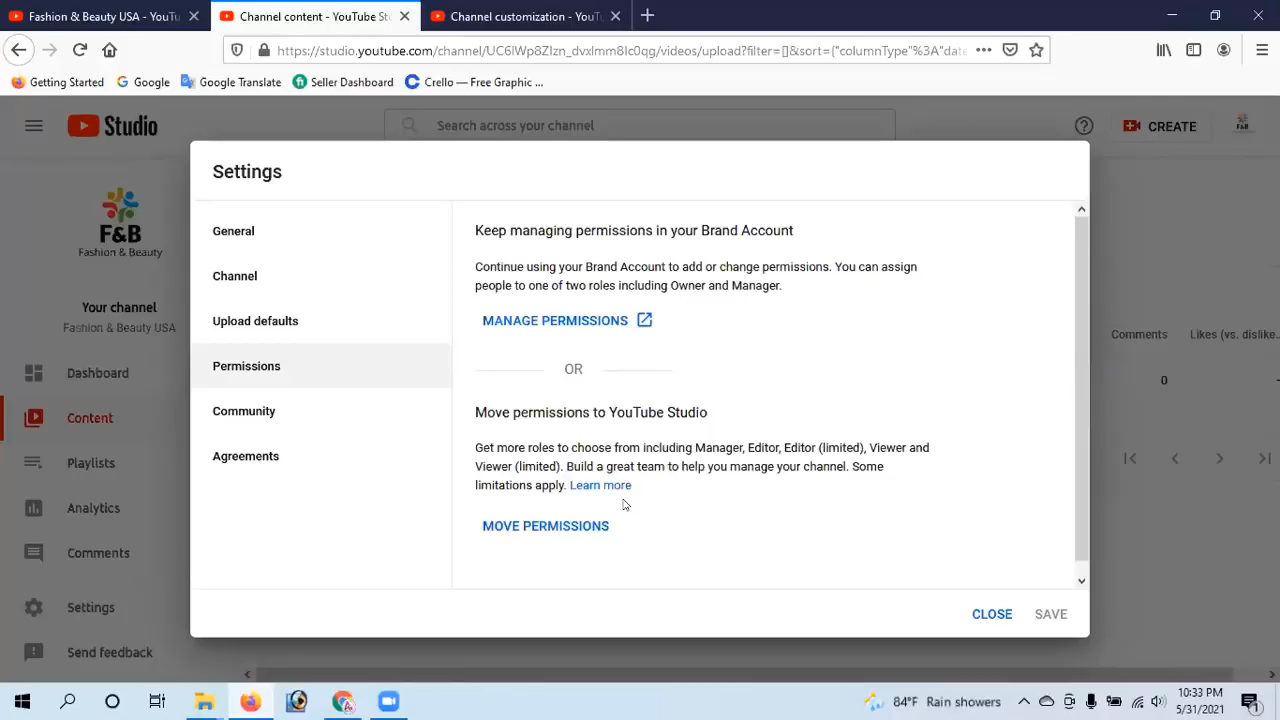 Fashion & Beauty USA - YouTu
Channel content - YouTube Stu
Channel customization - YouTu
https://studio.youtube.com/channel/UC6IWp8ZIzn_dvxlmm8Ic0qg/videos/upload?filter=[]&sort={"columnType"%3A"date
Getting Started
Google
Google Translate
Seller Dashboard
Crello — Free Graphic ...
Studio
Search across your channel
CREATE
F&B
F&B
Fashion & Beauty
Your channel
Fashion & Beauty USA
Dashboard
Content
Playlists
Analytics
Comments
Settings
Send feedback
Settings
General
Channel
Upload defaults
Permissions
Community
Agreements
Keep managing permissions in your Brand Account
Continue using your Brand Account to add or change permissions. You can assign
people to one of two roles including Owner and Manager.
MANAGE PERMISSIONS
OR
Move permissions to YouTube Studio
Get more roles to choose from including Manager, Editor, Editor (limited), Viewer and
Viewer (limited). Build a great team to help you manage your channel. Some
limitations apply. Learn more
MOVE PERMISSIONS
CLOSE
SAVE
Comments
Likes (vs. dislike...
0
84°F Rain showers
10:33 PM
5/31/2021
1